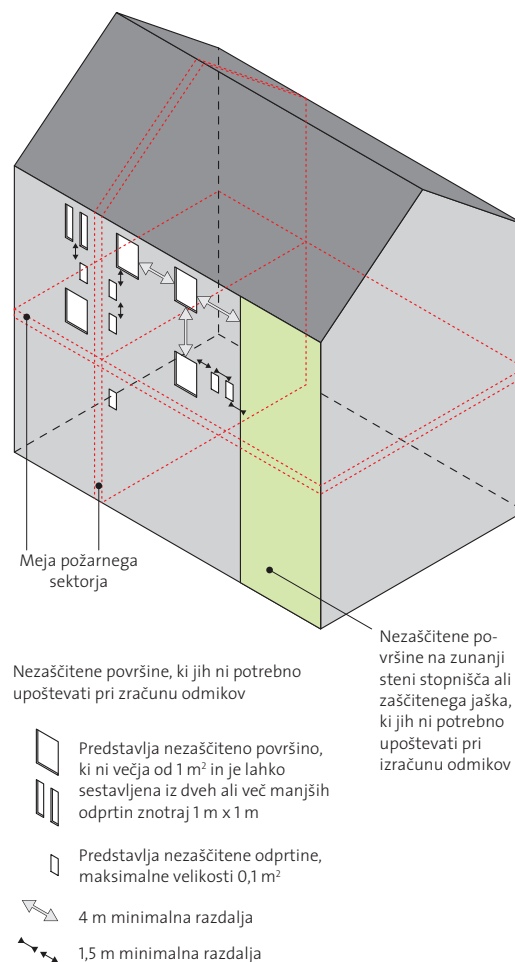 Meja požarnega
sektorja
Nezaščitene po-
vršine na zunanji
steni stopnišča ali
zaščitenega jaška,
ki jih ni potrebno
upoštevati pri
izračunu odmikov
Nezaščitene površine, ki jih ni potrebno
upoštevati pri zračunu odmikov
Predstavlja nezaščiteno površino,
ki ni večja od 1 m² in je lahko
sestavljena iz dveh ali več manjših
odprtin znotraj 1 m x 1 m
Predstavlja nezaščitene odprtine,
maksimalne velikosti 0,1 m²
4 m minimalna razdalja
1,5 m minimalna razdalja